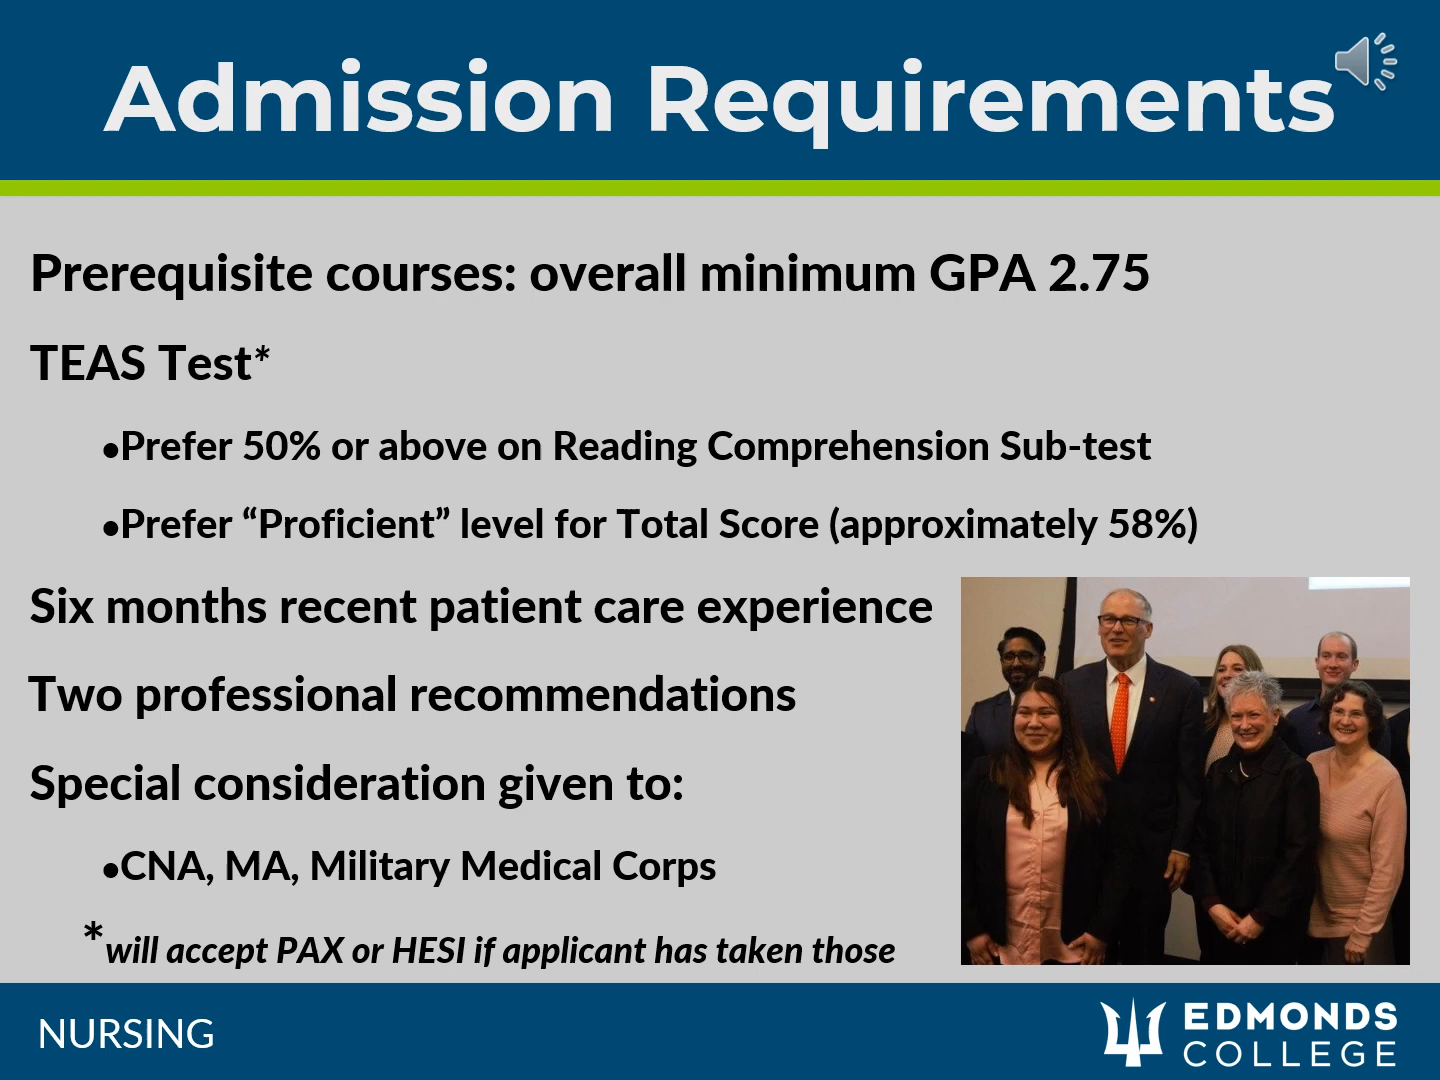 Admission Requirements
Prerequisite courses: overall minimum GPA 2.75
TEAS Test*
•Prefer 50% or above on Reading Comprehension Sub-test
•Prefer “Proficient” level for Total Score (approximately 58%)
Six months recent patient care experience
Two professional recommendations
Special consideration given to:
•CNA, MA, Military Medical Corps
*will accept PAX or HESI if applicant has taken those
NURSING
EDMONDS
COLLEGE